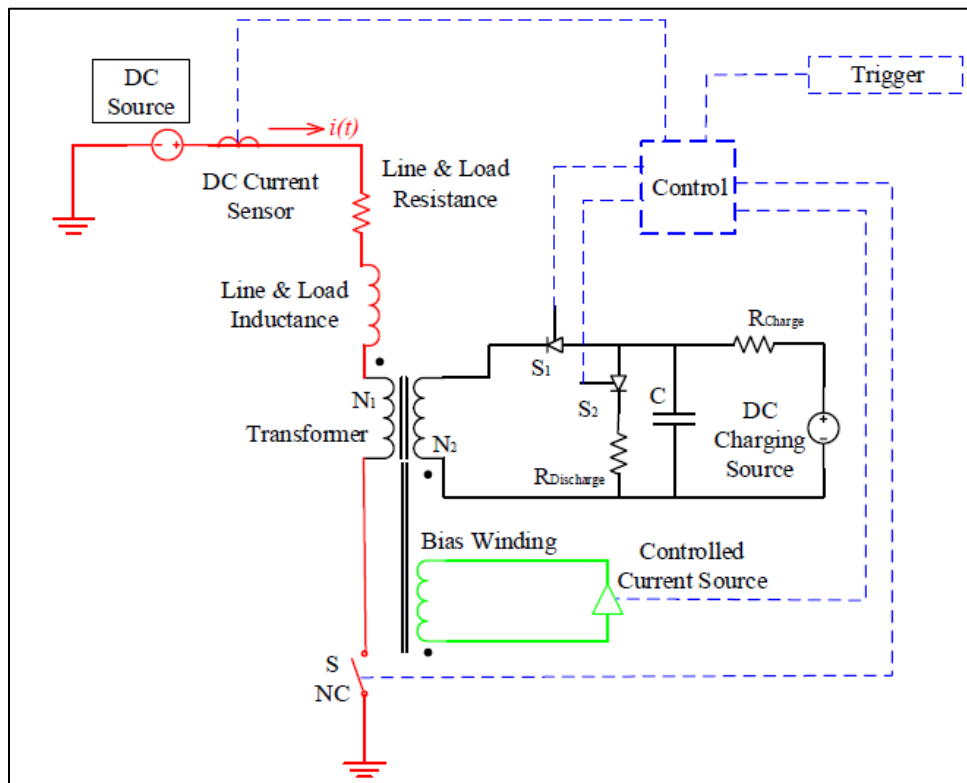 DC
Source
- +
i(t)
DC Current
Sensor
Line & Load
Resistance
Trigger
Control
Line & Load
Inductance
RCharge
S1
S2
C
N1
N2
Transformer
DC
Charging
Source
+
-
RDischarge
Bias Winding
Controlled
Current Source
S
NC